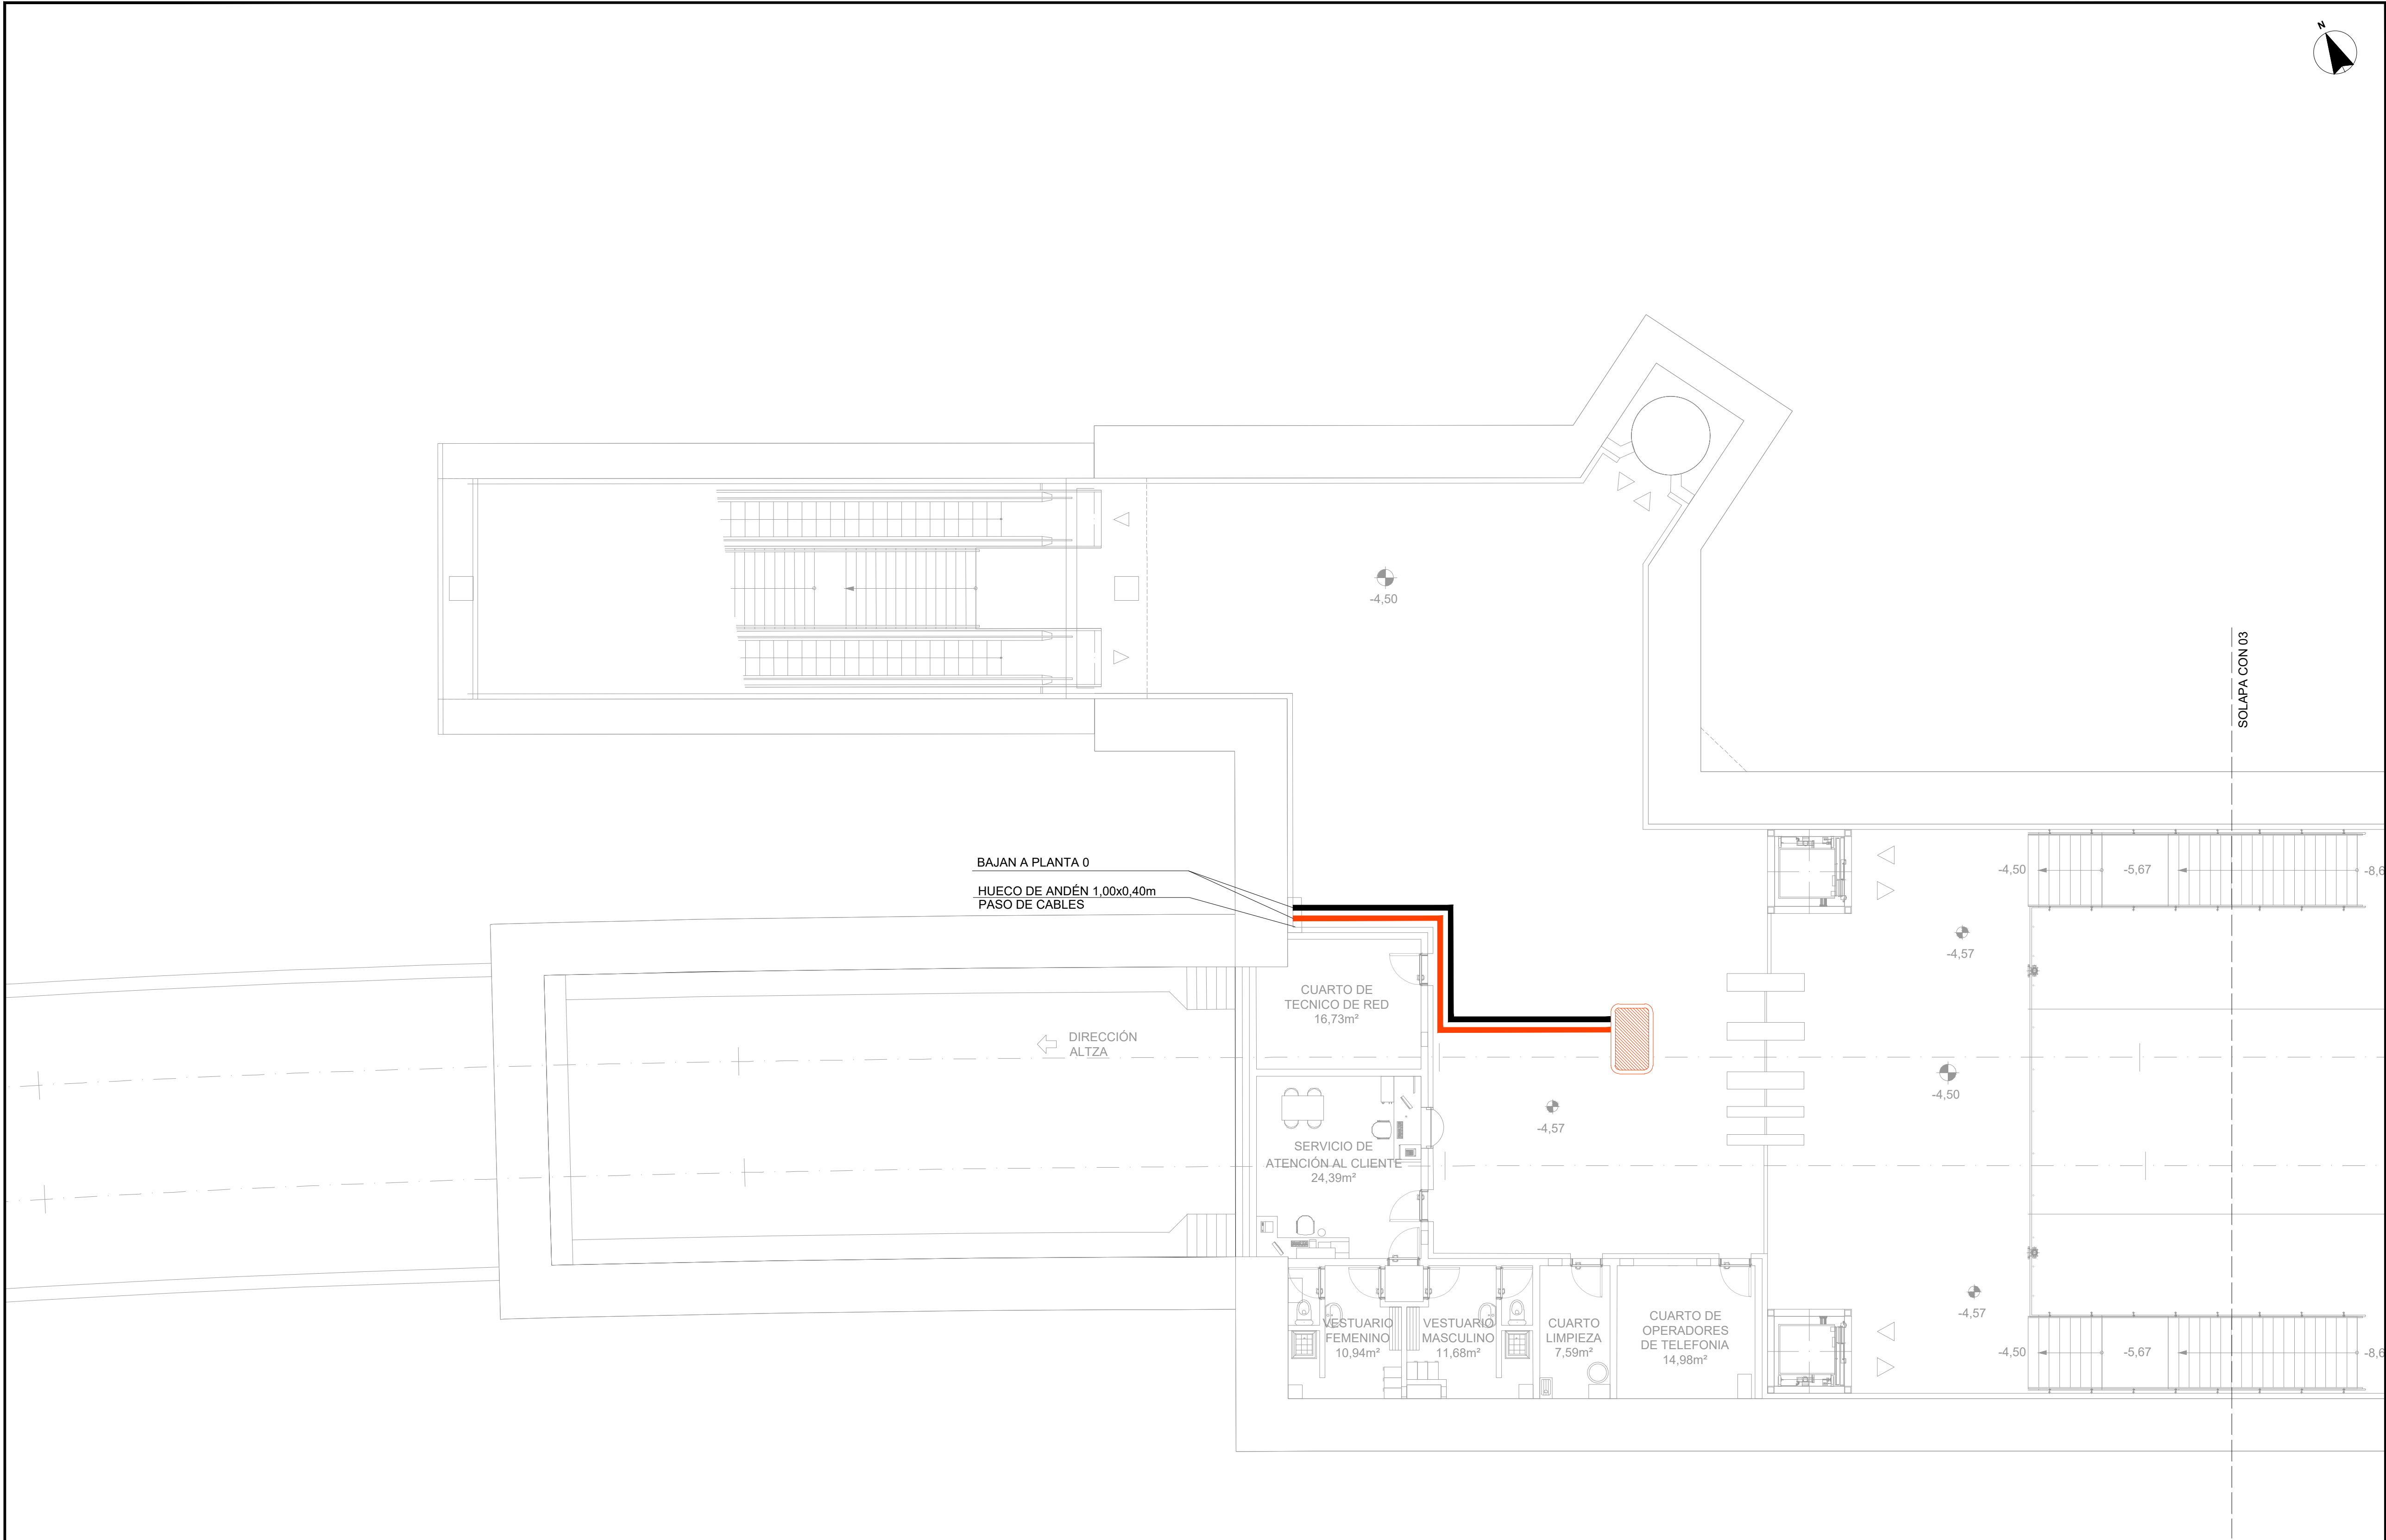 N
-4,50
SOLAPA CON 03
BAJAN A PLANTA 0
HUECO DE ANDÉN 1,00x0,40m
PASO DE CABLES
-4,50
-5,67
-8,6
-4,57
CUARTO DE
TECNICO DE RED
16,73m²
DIRECCIÓN
ALTZA
-4,50
-4,57
SERVICIO DE
ATENCIÓN AL CLIENTE
24,39m²
-4,57
VESTUARIO
FEMENINO
10,94m²
VESTUARIO
MASCULINO
11,68m²
CUARTO
LIMPIEZA
7,59m²
CUARTO DE
OPERADORES
DE TELEFONIA
14,98m²
-4,50
-5,67
-8,6